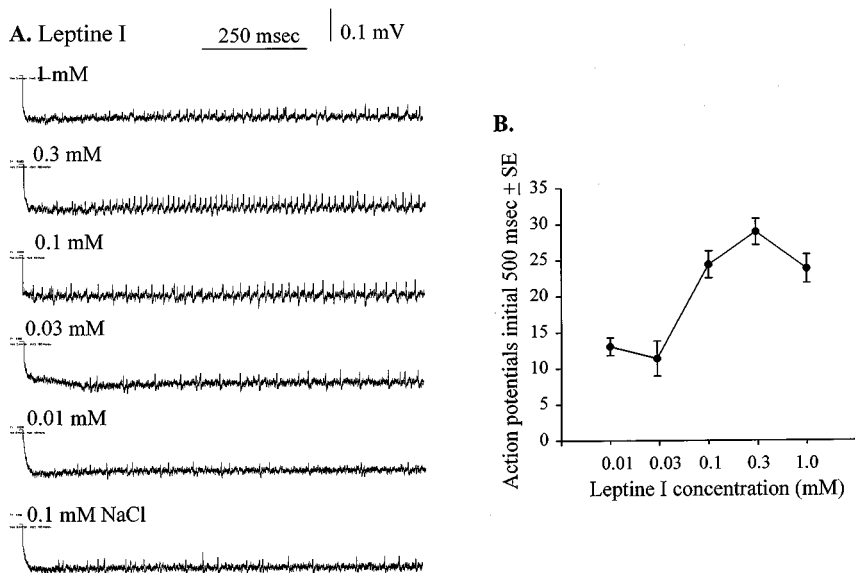 A. Leptine I
250 msec
0.1 mV
1 mM
0.3 mM
0.1 mM
0.03 mM
0.01 mM
0.1 mM NaCl
B.
Action potentials initial 500 msec ± SE
35
30
25
20
15
10
5
0
0.01 0.03 0.1 0.3 1.0
Leptine I concentration (mM)